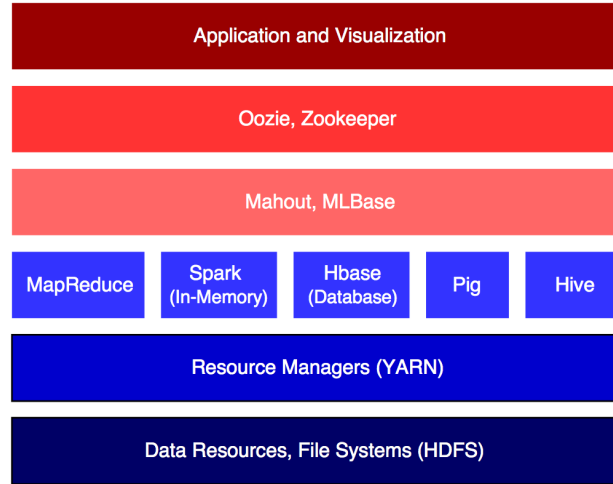 Application and Visualization
Oozie, Zookeeper
Mahout, MLBase
MapReduce
Spark
(In-Memory)
Hbase
(Database)
Pig
Hive
Resource Managers (YARN)
Data Resources, File Systems (HDFS)